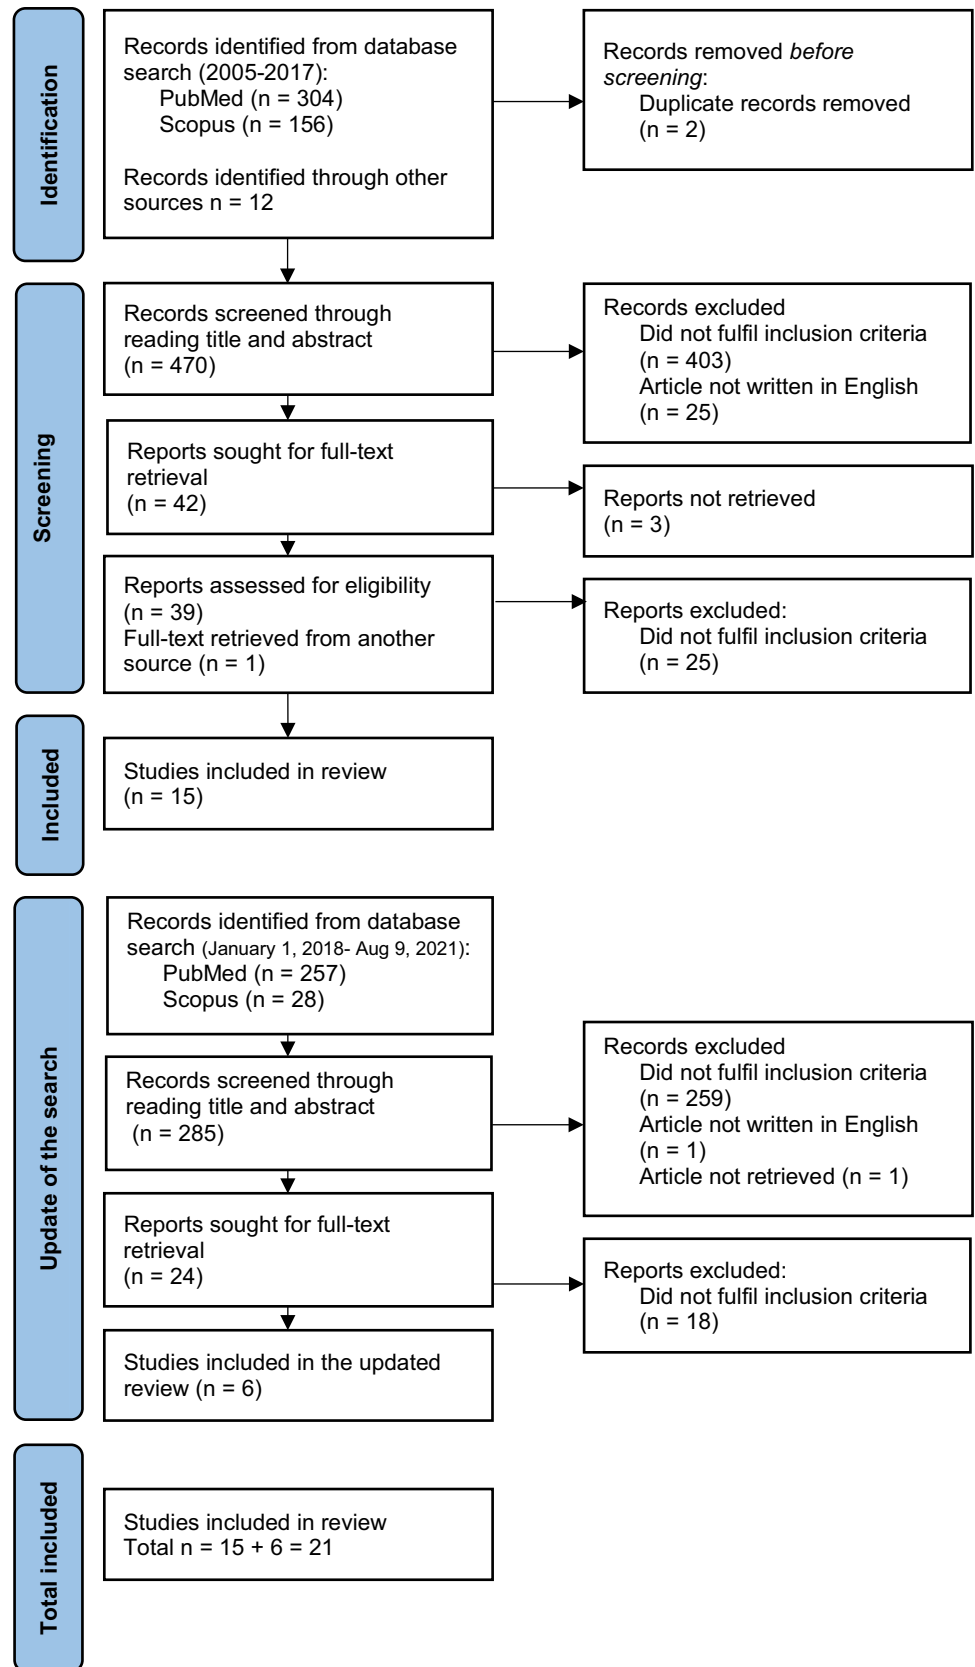 Identification
Records identified from database
search (2005-2017):
PubMed (n = 304)
Scopus (n = 156)
Records identified through other
sources n = 12
Records removed before
screening:
Duplicate records removed
(n = 2)
Screening
Records screened through
reading title and abstract
(n = 470)
Records excluded
Did not fulfil inclusion criteria
(n = 403)
Article not written in English
(n = 25)
Reports sought for full-text
retrieval
(n = 42)
Reports not retrieved
(n = 3)
Reports assessed for eligibility
(n = 39)
Full-text retrieved from another
source (n = 1)
Reports excluded:
Did not fulfil inclusion criteria
(n = 25)
Included
Studies included in review
(n = 15)
Update of the search
Records identified from database
search (January 1, 2018- Aug 9, 2021):
PubMed (n = 257)
Scopus (n = 28)
Records screened through
reading title and abstract
(n = 285)
Records excluded
Did not fulfil inclusion criteria
(n = 259)
Article not written in English
(n = 1)
Article not retrieved (n = 1)
Reports sought for full-text
retrieval
(n = 24)
Reports excluded:
Did not fulfil inclusion criteria
(n = 18)
Studies included in the updated
review (n = 6)
Total included
Studies included in review
Total n = 15 + 6 = 21